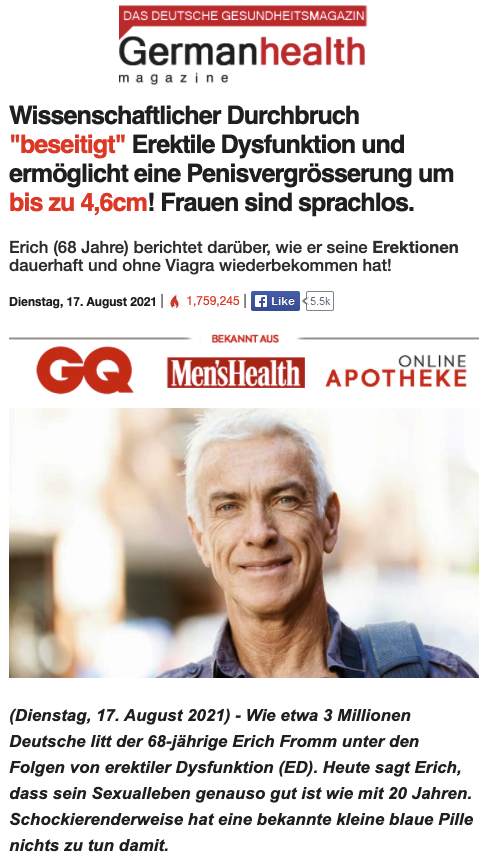 DAS DEUTSCHE GESUNDHEITSMAGAZIN
Germanhealth
magazine
Wissenschaftlicher Durchbruch
"beseitigt" Erektile Dysfunktion und
ermöglicht eine Penisvergrösserung um
bis zu 4,6cm! Frauen sind sprachlos.
Erich (68 Jahre) berichtet darüber, wie er seine Erektionen
dauerhaft und ohne Viagra wiederbekommen hat!
Dienstag, 17. August 2021 | 1,759,245 | Like 5.5k
BEKANNT AUS
GQ Men'sHealth ONLINE
APOTHEKE
(Dienstag, 17. August 2021) - Wie etwa 3 Millionen
Deutsche litt der 68-jährige Erich Fromm unter den
Folgen von erektiler Dysfunktion (ED). Heute sagt Erich,
dass sein Sexualleben genauso gut ist wie mit 20 Jahren.
Schockierenderweise hat eine bekannte kleine blaue Pille
nichts zu tun damit.